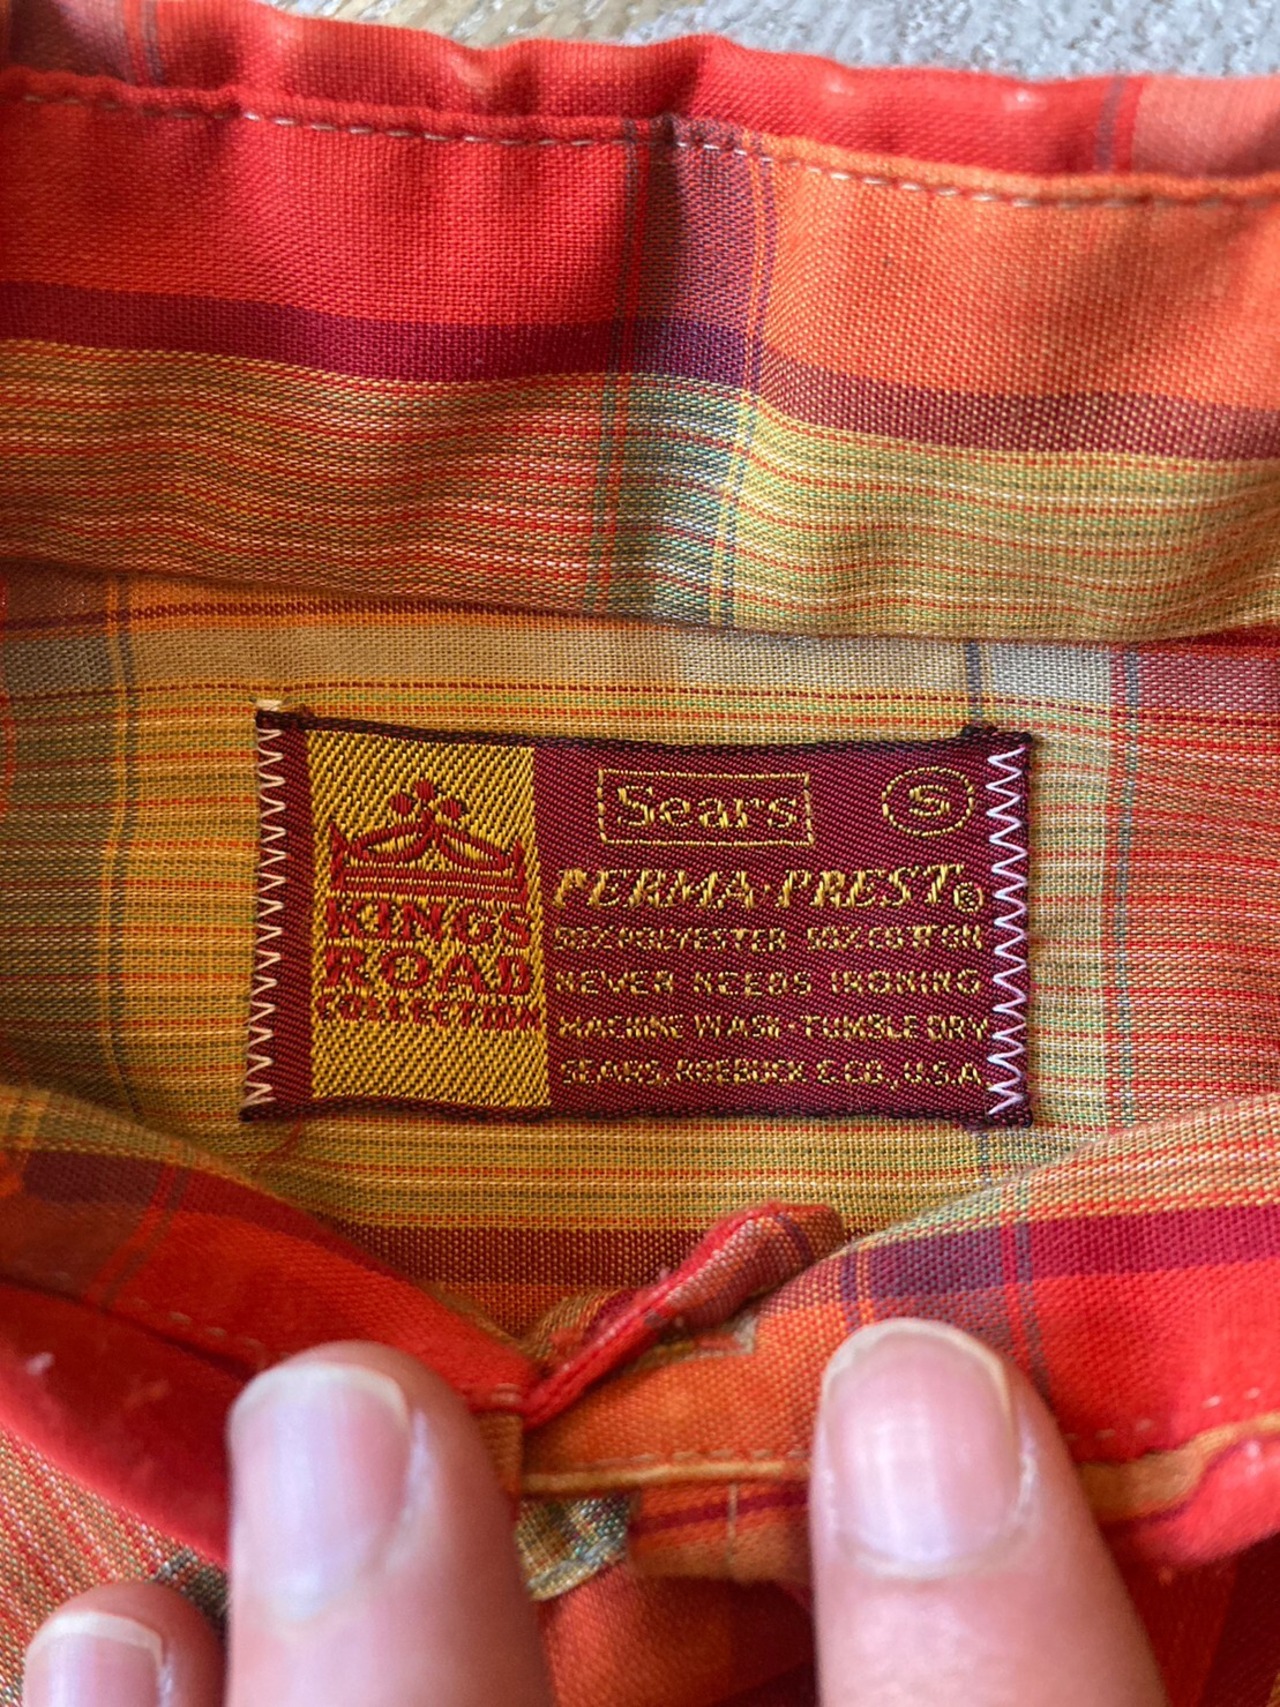 KINGS
ROAD
COLLECTION
Sears
S
PERMA·PREST®
50% POLYESTER 50% COTTON
NEVER NEEDS IRONING
MACHINE WASH-TUMBLE DRY
SEARS, ROEBUCK & CO., U.S.A